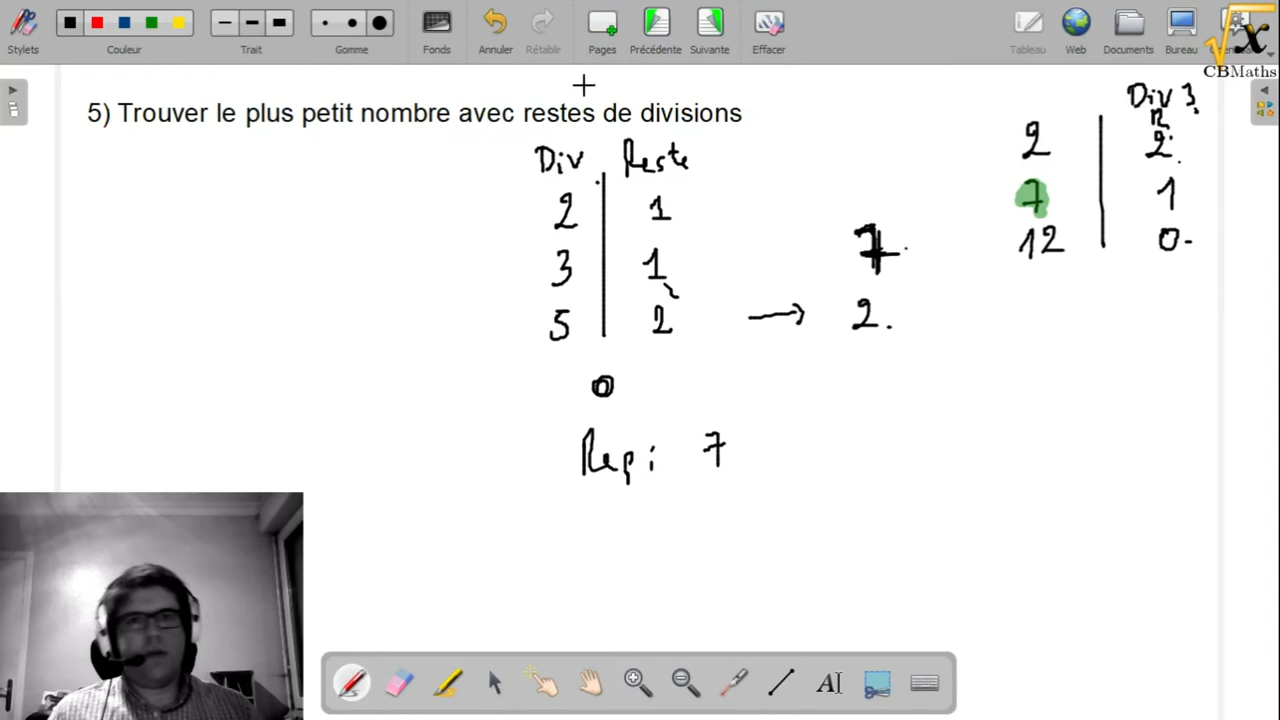 Stylets
Couleur
Trait
Gomme
Fonds
Annuler
Rétablir
Pages
Précédente
Suivante
Effacer
Tableau
Web
Documents
Bureau
x
CBMaths
5) Trouver le plus petit nombre avec restes de divisions
Div Reste
2 1
3 1
5 2 → 2.
7
0
Rep: 7
Div 3
R
2 2.
7 1
12 0